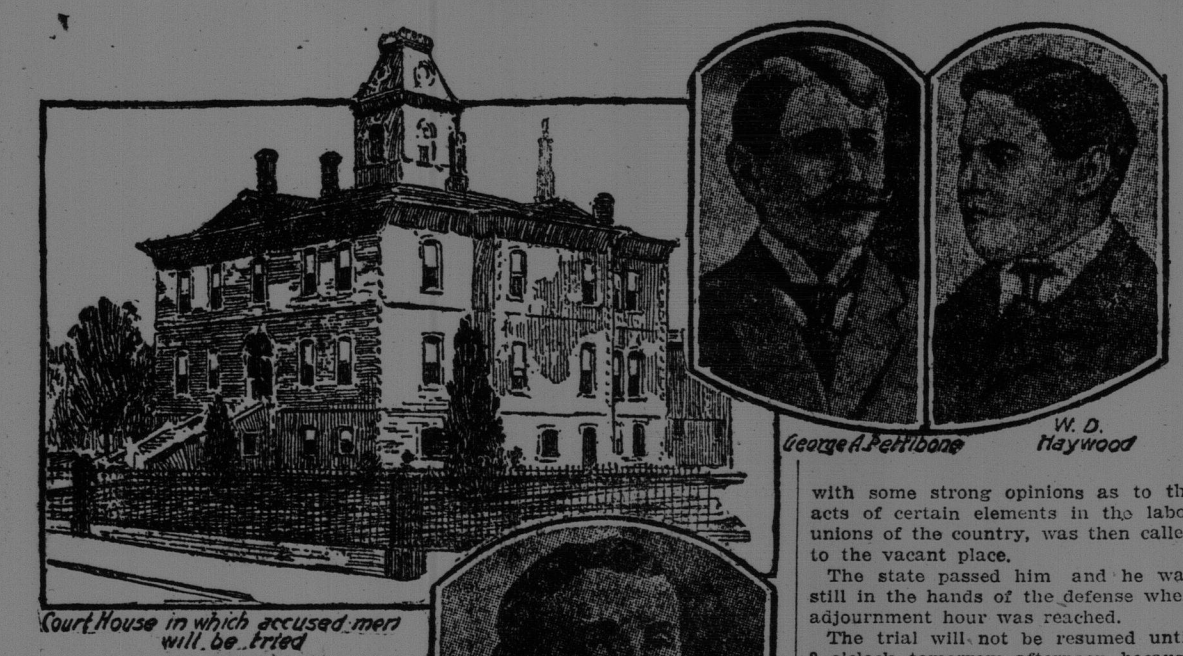 George A. Pettibone
W. D.
Haywood
Court House in which accused men
will be tried
with some strong opinions as to th
acts of certain elements in the labo
unions of the country, was then calle
to the vacant place.
The state passed him and he wa
still in the hands of the defense whe
adjournment hour was reached.
The trial will not be resumed unt